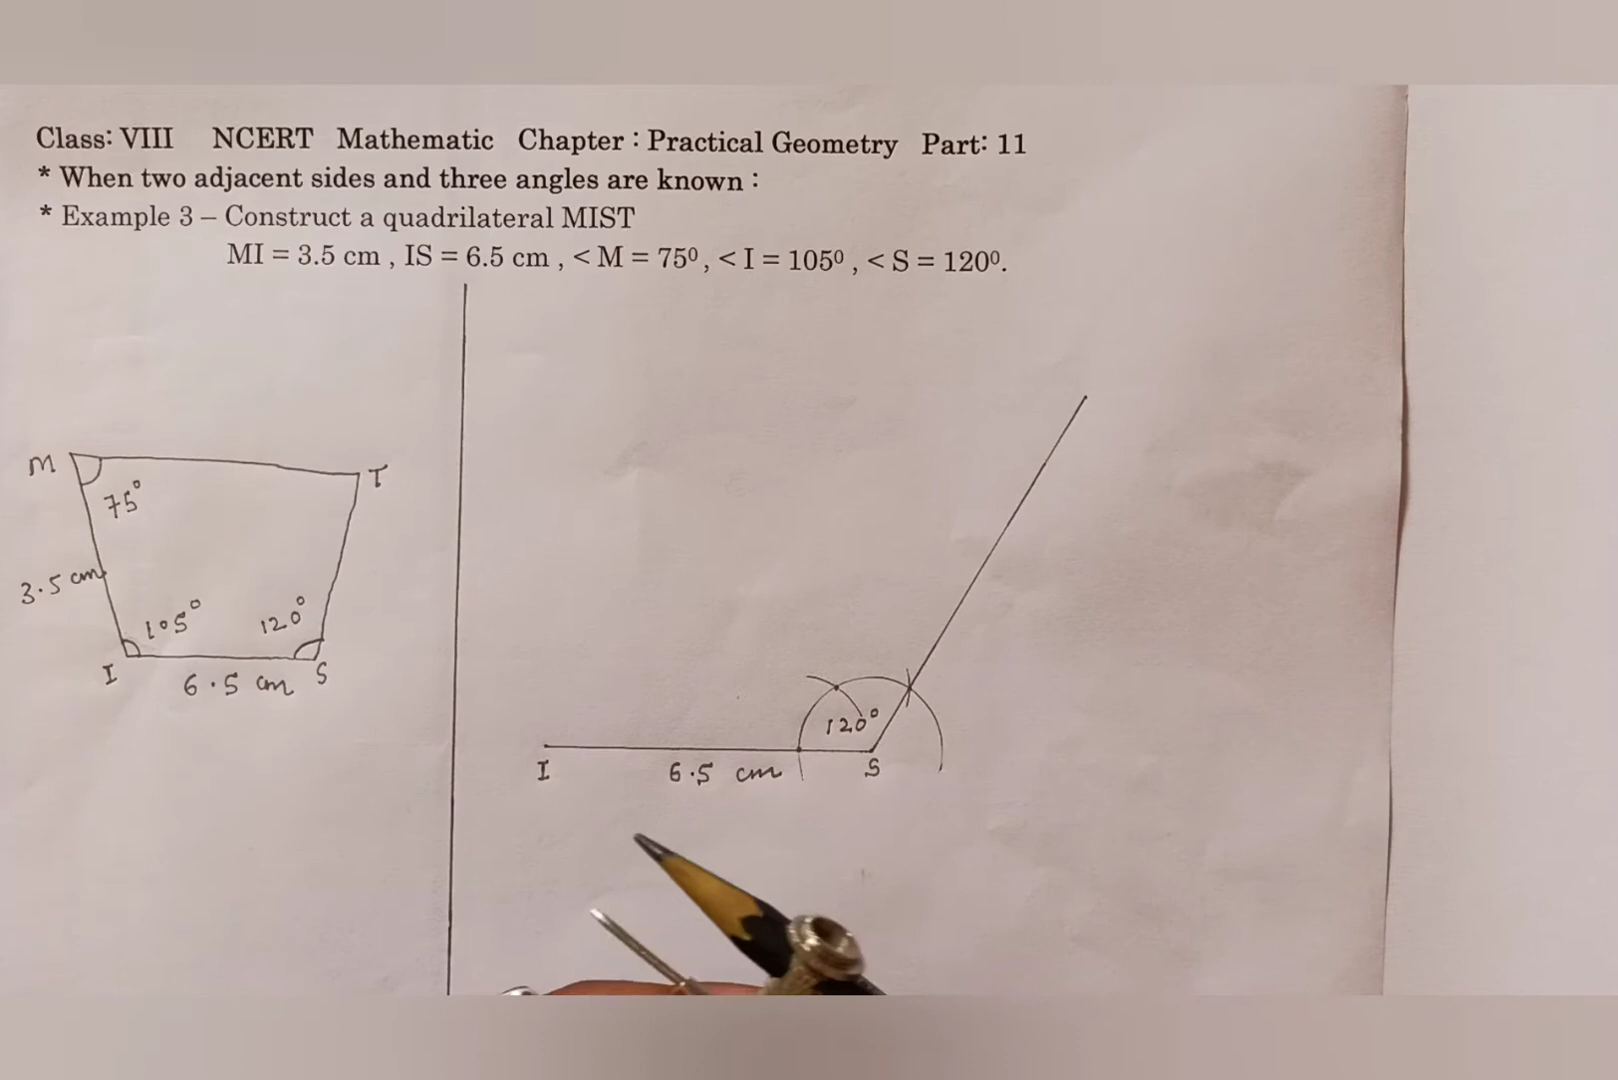 Class: VIII NCERT Mathematic Chapter : Practical Geometry Part: 11
* When two adjacent sides and three angles are known :
* Example 3 – Construct a quadrilateral MIST
MI = 3.5 cm , IS = 6.5 cm , < M = 75⁰ , < I = 105⁰ , < S = 120⁰.
M T
75°
3.5 cm
105° 120°
I 6.5 cm S
120°
I 6.5 cm S